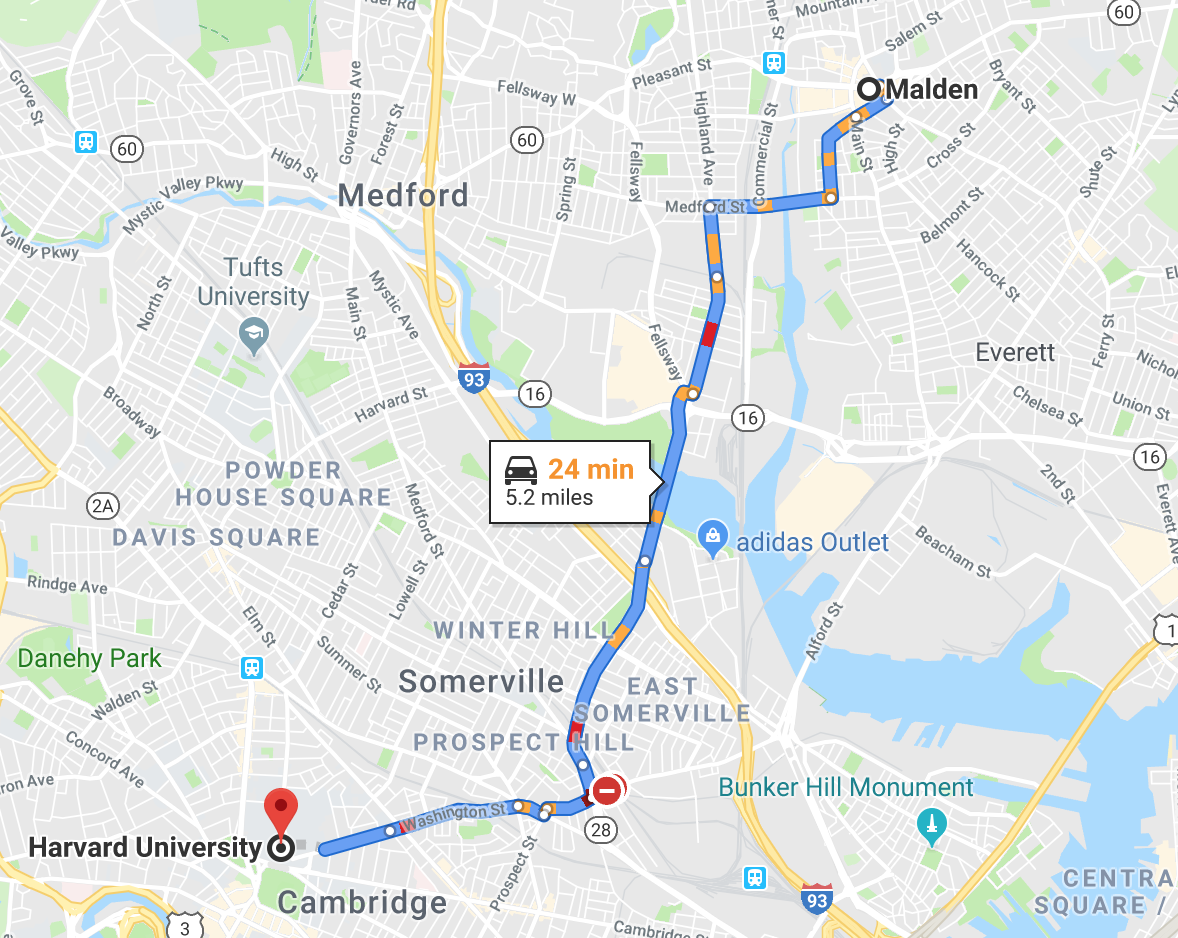 Mountain A
60
Salem St
Pleasant St
Bryant St
Grove St
Governors Ave
Fellsway W
Malden
60
60
Forest St
Highland Ave
Commercial St
Main St
High St
Cross St
High St
Spring St
Fellsway
Shute St
Mystic Valley Pkwy
Medford
Medford St
Belmont St
Valley Pkwy
Hancock St
Tufts
University
North St
Main St
Mystic Ave
Fellsway
Everett
Ferry St
Nichol
93
16
Harvard St
Broadway
16
Chelsea St
Union St
24 min
5.2 miles
16
POWDER
HOUSE SQUARE
2nd St
2A
Medford St
Everett Ave
DAVIS SQUARE
adidas Outlet
Beacham St
Rindge Ave
Cedar St
Lowell St
Elm St
WINTER HILL
Alford St
1
Danehy Park
Summer St
Somerville
EAST
SOMERVILLE
Walden St
PROSPECT HILL
Concord Ave
Bunker Hill Monument
Washington St
28
Harvard University
Prospect St
CENTRA
SQUARE /
Cambridge
93
3
Cambridge St